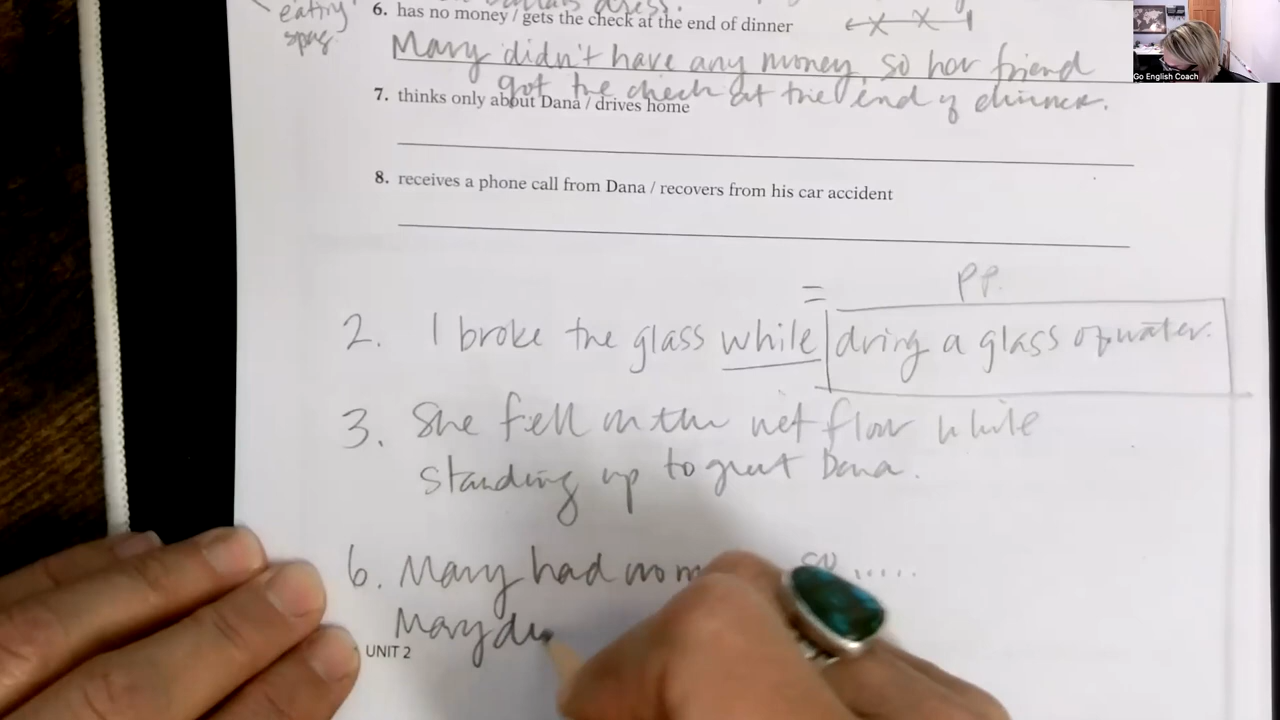 eating
spag.
dress.
6. has no money / gets the check at the end of dinner
Mary didn't have any money, so her friend
got the check at the end of dinner.
7. thinks only about Dana / drives home
8. receives a phone call from Dana / recovers from his car accident
= PP.
2. I broke the glass while dring a glass of water.
3. She fell on the wet floor while
standing up to greet Dana.
6. Mary had no so.....
Mary
UNIT 2
Go English Coach